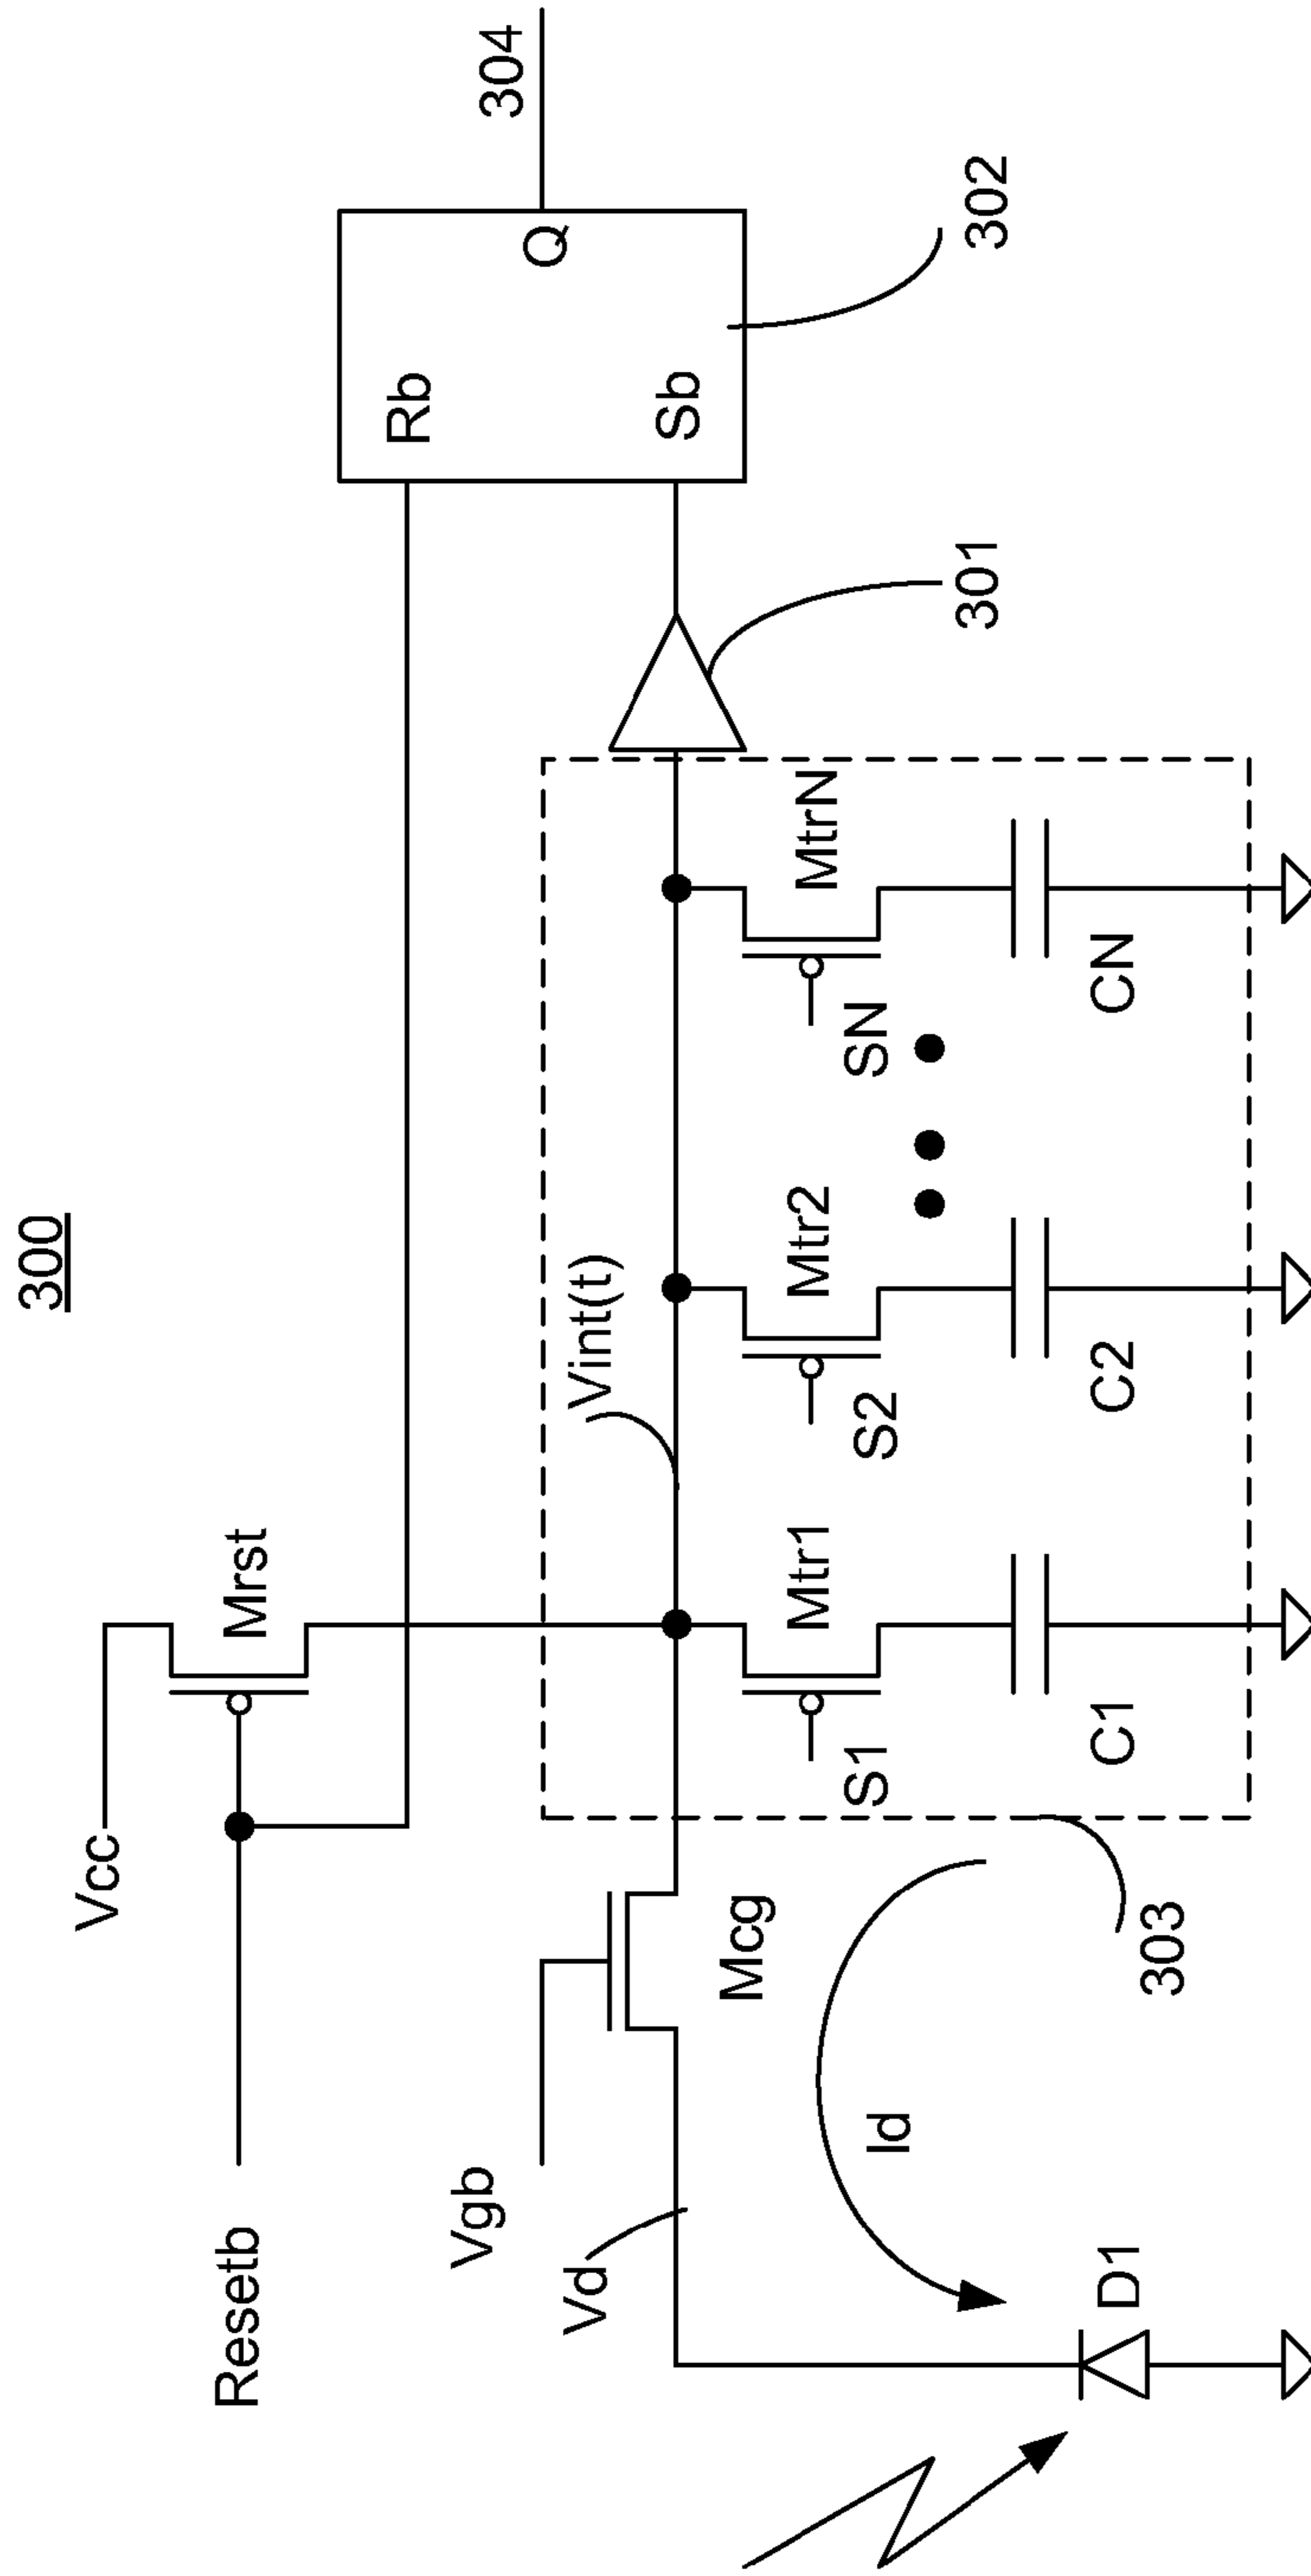 300
Vcc
Resetb
Mrst
Vgb
Vd
Mcg
Vint(t)
Id
D1
S1
Mtr1
C1
S2
Mtr2
C2
SN
MtrN
CN
303
301
Rb
Sb
Q
302
304